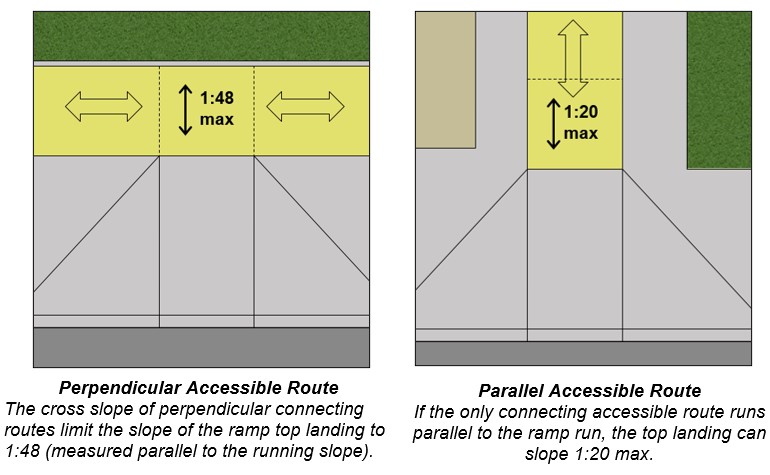 1:48
max
1:20
max
Perpendicular Accessible Route
The cross slope of perpendicular connecting
routes limit the slope of the ramp top landing to
1:48 (measured parallel to the running slope).
Parallel Accessible Route
If the only connecting accessible route runs
parallel to the ramp run, the top landing can
slope 1:20 max.